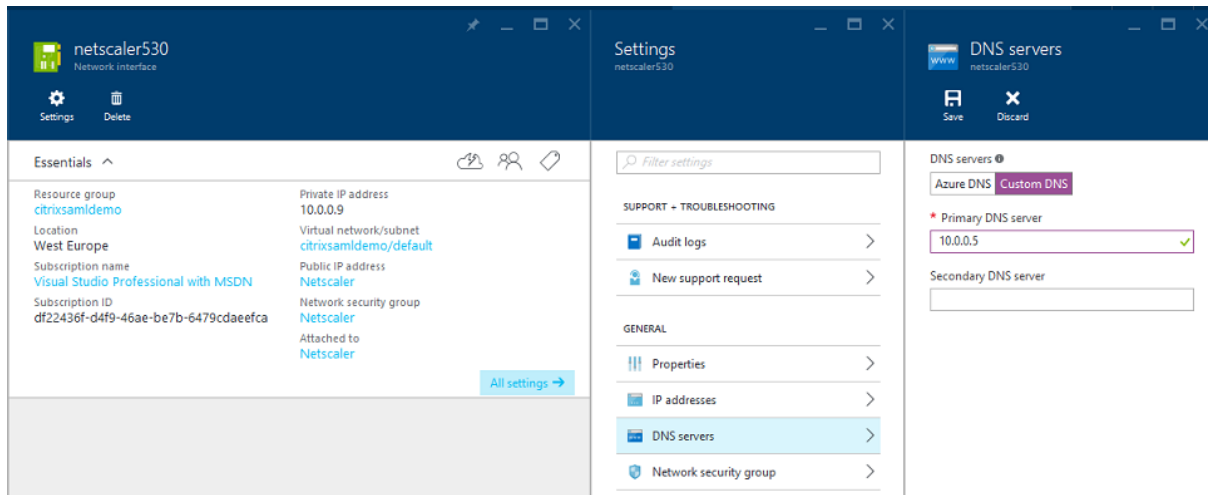 netscaler530
Network interface
Settings
Delete
Essentials
Resource group
citrixsamldemo
Location
West Europe
Subscription name
Visual Studio Professional with MSDN
Subscription ID
df22436f-d4f9-46ae-be7b-6479cdaeefca
Private IP address
10.0.0.9
Virtual network/subnet
citrixsamldemo/default
Public IP address
Netscaler
Network security group
Netscaler
Attached to
Netscaler
All settings →
Settings
netscaler530
Filter settings
SUPPORT + TROUBLESHOOTING
Audit logs
New support request
GENERAL
Properties
IP addresses
DNS servers
Network security group
www
DNS servers
netscaler530
Save
Discard
DNS servers
Azure DNS
Custom DNS
* Primary DNS server
10.0.0.5
Secondary DNS server